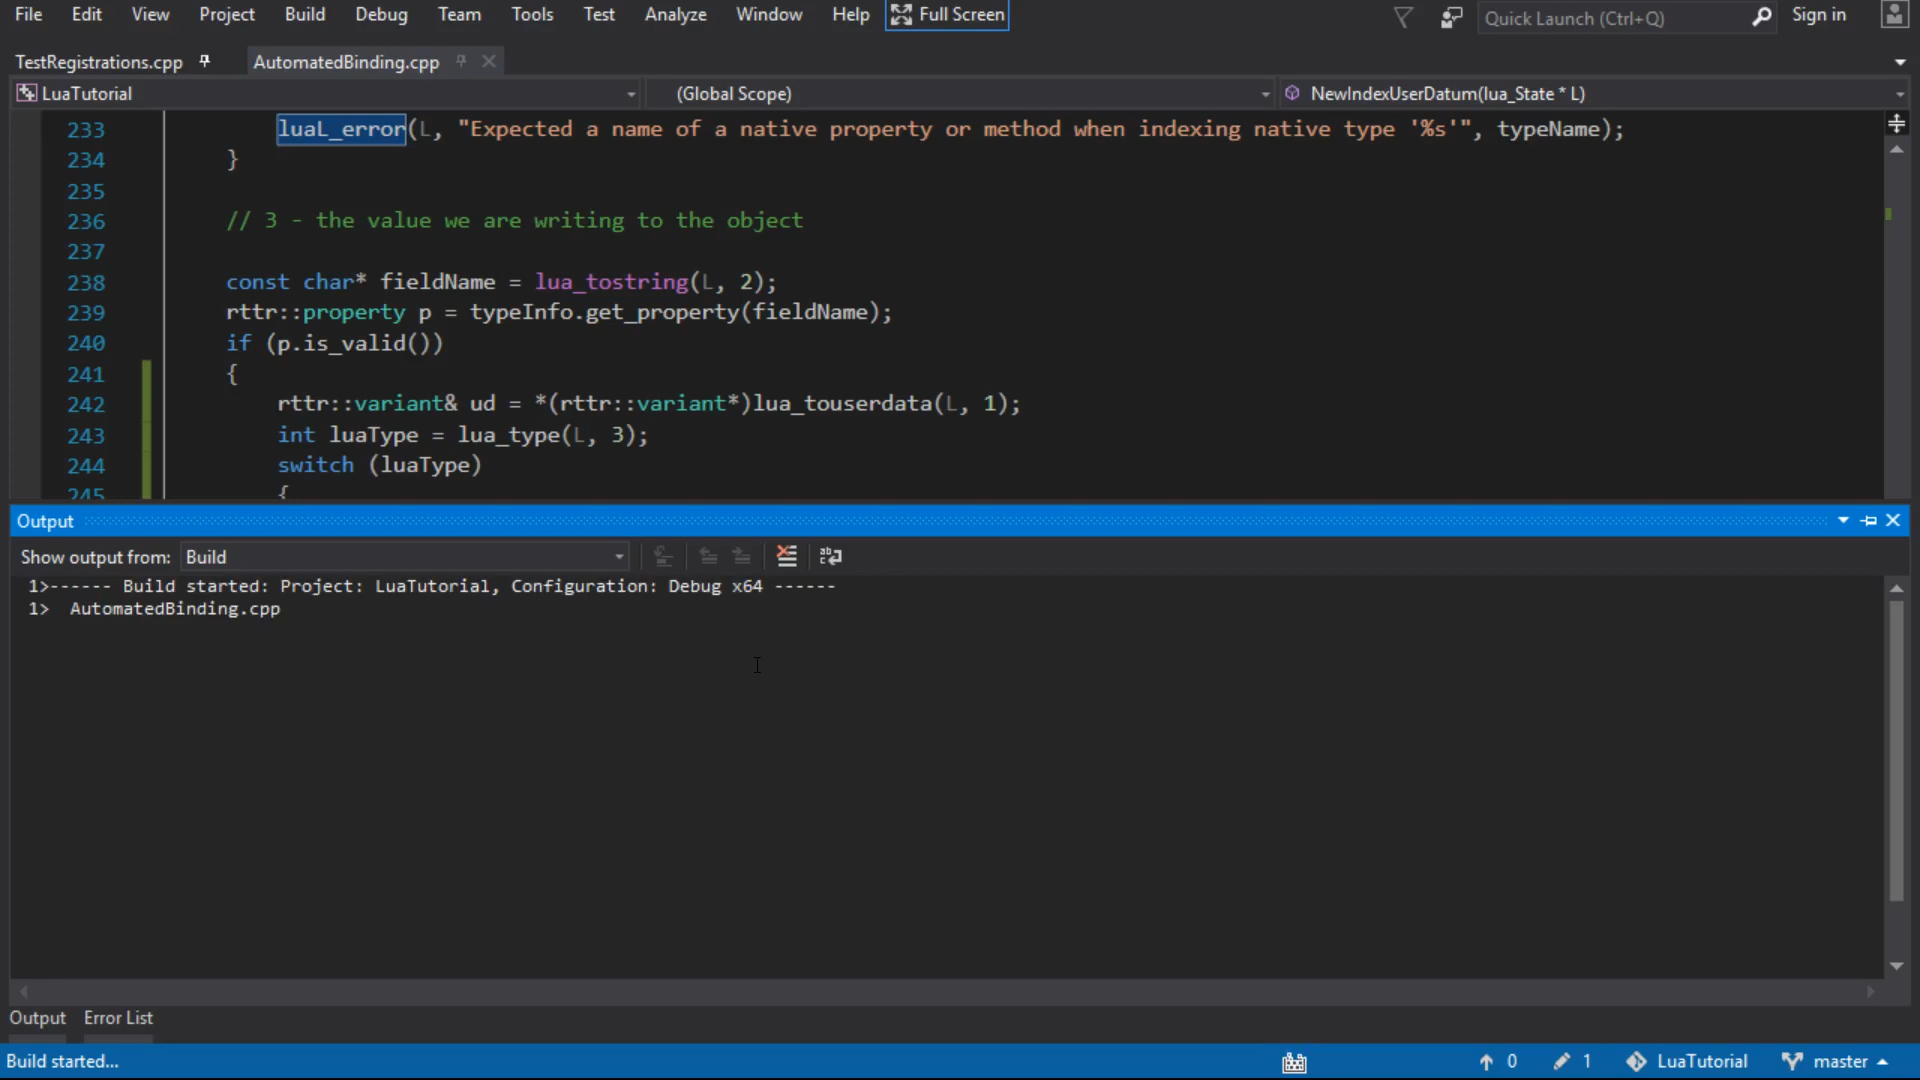 File Edit View Project Build Debug Team Tools Test Analyze Window Help Full Screen Quick Launch (Ctrl+Q) Sign in
TestRegistrations.cpp AutomatedBinding.cpp
LuaTutorial (Global Scope) NewIndexUserDatum(lua_State * L)
233 luaL_error(L, "Expected a name of a native property or method when indexing native type '%s'", typeName);
234 }
235
236 // 3 - the value we are writing to the object
237
238 const char* fieldName = lua_tostring(L, 2);
239 rttr::property p = typeInfo.get_property(fieldName);
240 if (p.is_valid())
241 {
242 rttr::variant& ud = *(rttr::variant*)lua_touserdata(L, 1);
243 int luaType = lua_type(L, 3);
244 switch (luaType)
245 {
Output
Show output from: Build
1>------ Build started: Project: LuaTutorial, Configuration: Debug x64 ------
1> AutomatedBinding.cpp
Output Error List
Build started... 0 1 LuaTutorial master